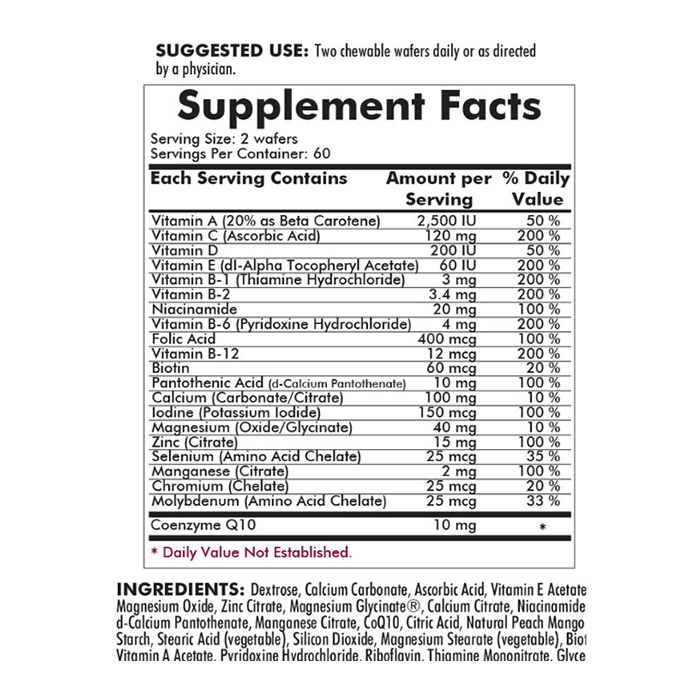 SUGGESTED USE: Two chewable wafers daily or as directed
by a physician.
Supplement Facts
Serving Size: 2 wafers
Servings Per Container: 60
Each Serving Contains Amount per % Daily
Serving Value
Vitamin A (20% as Beta Carotene) 2,500 IU 50 %
Vitamin C (Ascorbic Acid) 120 mg 200 %
Vitamin D 200 IU 50 %
Vitamin E (dl-Alpha Tocopheryl Acetate) 60 IU 200 %
Vitamin B-1 (Thiamine Hydrochloride) 3 mg 200 %
Vitamin B-2 3.4 mg 200 %
Niacinamide 20 mg 100 %
Vitamin B-6 (Pyridoxine Hydrochloride) 4 mg 200 %
Folic Acid 400 mcg 100 %
Vitamin B-12 12 mcg 200 %
Biotin 60 mcg 20 %
Pantothenic Acid (d-Calcium Pantothenate) 10 mg 100 %
Calcium (Carbonate/Citrate) 100 mg 10 %
Iodine (Potassium Iodide) 150 mcg 100 %
Magnesium (Oxide/Glycinate) 40 mg 10 %
Zinc (Citrate) 15 mg 100 %
Selenium (Amino Acid Chelate) 25 mcg 35 %
Manganese (Citrate) 2 mg 100 %
Chromium (Chelate) 25 mcg 20 %
Molybdenum (Amino Acid Chelate) 25 mcg 33 %
Coenzyme Q10 10 mg *
* Daily Value Not Established.
INGREDIENTS: Dextrose, Calcium Carbonate, Ascorbic Acid, Vitamin E Acetate
Magnesium Oxide, Zinc Citrate, Magnesium Glycinate®, Calcium Citrate, Niacinamide
d-Calcium Pantothenate, Manganese Citrate, CoQ10, Citric Acid, Natural Peach Mango
Starch, Stearic Acid (vegetable), Silicon Dioxide, Magnesium Stearate (vegetable), Biot
Vitamin A Acetate, Pyridoxine Hydrochloride, Riboflavin, Thiamine Mononitrate, Glyce